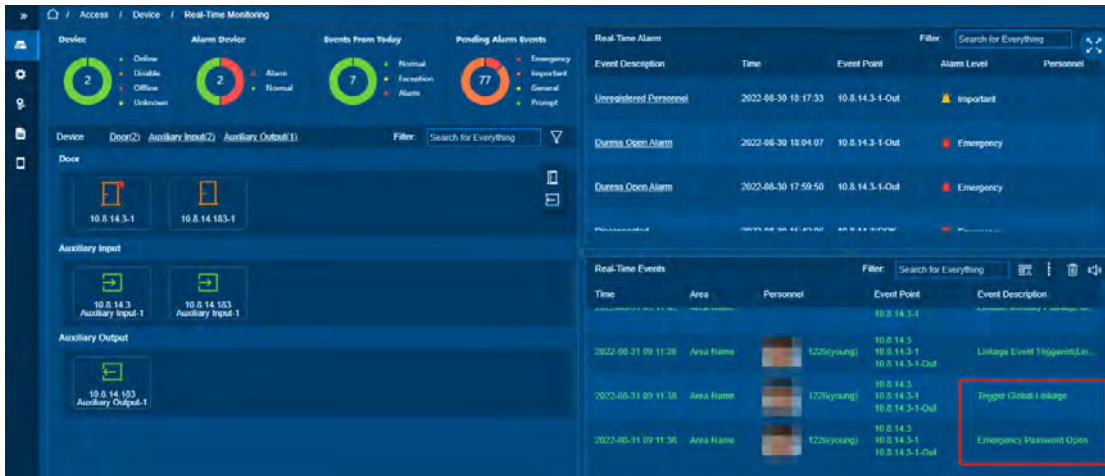 Access / Device / Real-Time Monitoring
Device
2
Online
Disable
Offline
Unknown
Alarm Device
2
Alarm
Normal
Events From Today
7
Normal
Exception
Alarm
Pending Alarm Events
77
Emergency
Important
General
Prompt
Device Door(2) Auxiliary Input(2) Auxiliary Output(1) Filter: Search for Everything
Door
10.8.14.3-1 10.8.14.183-1
Auxiliary Input
10.8.14.3 10.8.14.183
Auxiliary Input-1 Auxiliary Input-1
Auxiliary Output
10.8.14.183
Auxiliary Output-1
Real-Time Alarm Filter: Search for Everything
Event Description Time Event Point Alarm Level Personnel
Unregistered Personnel 2022-08-30 18:17:33 10.8.14.3-1-Out Important
Duress Open Alarm 2022-08-30 18:04:07 10.8.14.3-1-Out Emergency
Duress Open Alarm 2022-08-30 17:59:50 10.8.14.3-1-Out Emergency
Real-Time Events Filter: Search for Everything
Time Area Personnel Event Point Event Description
10.8.14.3-1
2022-08-31 09:11:38 Area Name 1226(young) 10.8.14.3 Linkage Event Triggered(Lin...
10.8.14.3-1
10.8.14.3-1-Out
2022-08-31 09:11:38 Area Name 1226(young) 10.8.14.3 Trigger Global Linkage
10.8.14.3-1
10.8.14.3-1-Out
2022-08-31 09:11:36 Area Name 1226(young) 10.8.14.3 Emergency Password Open
10.8.14.3-1
10.8.14.3-1-Out